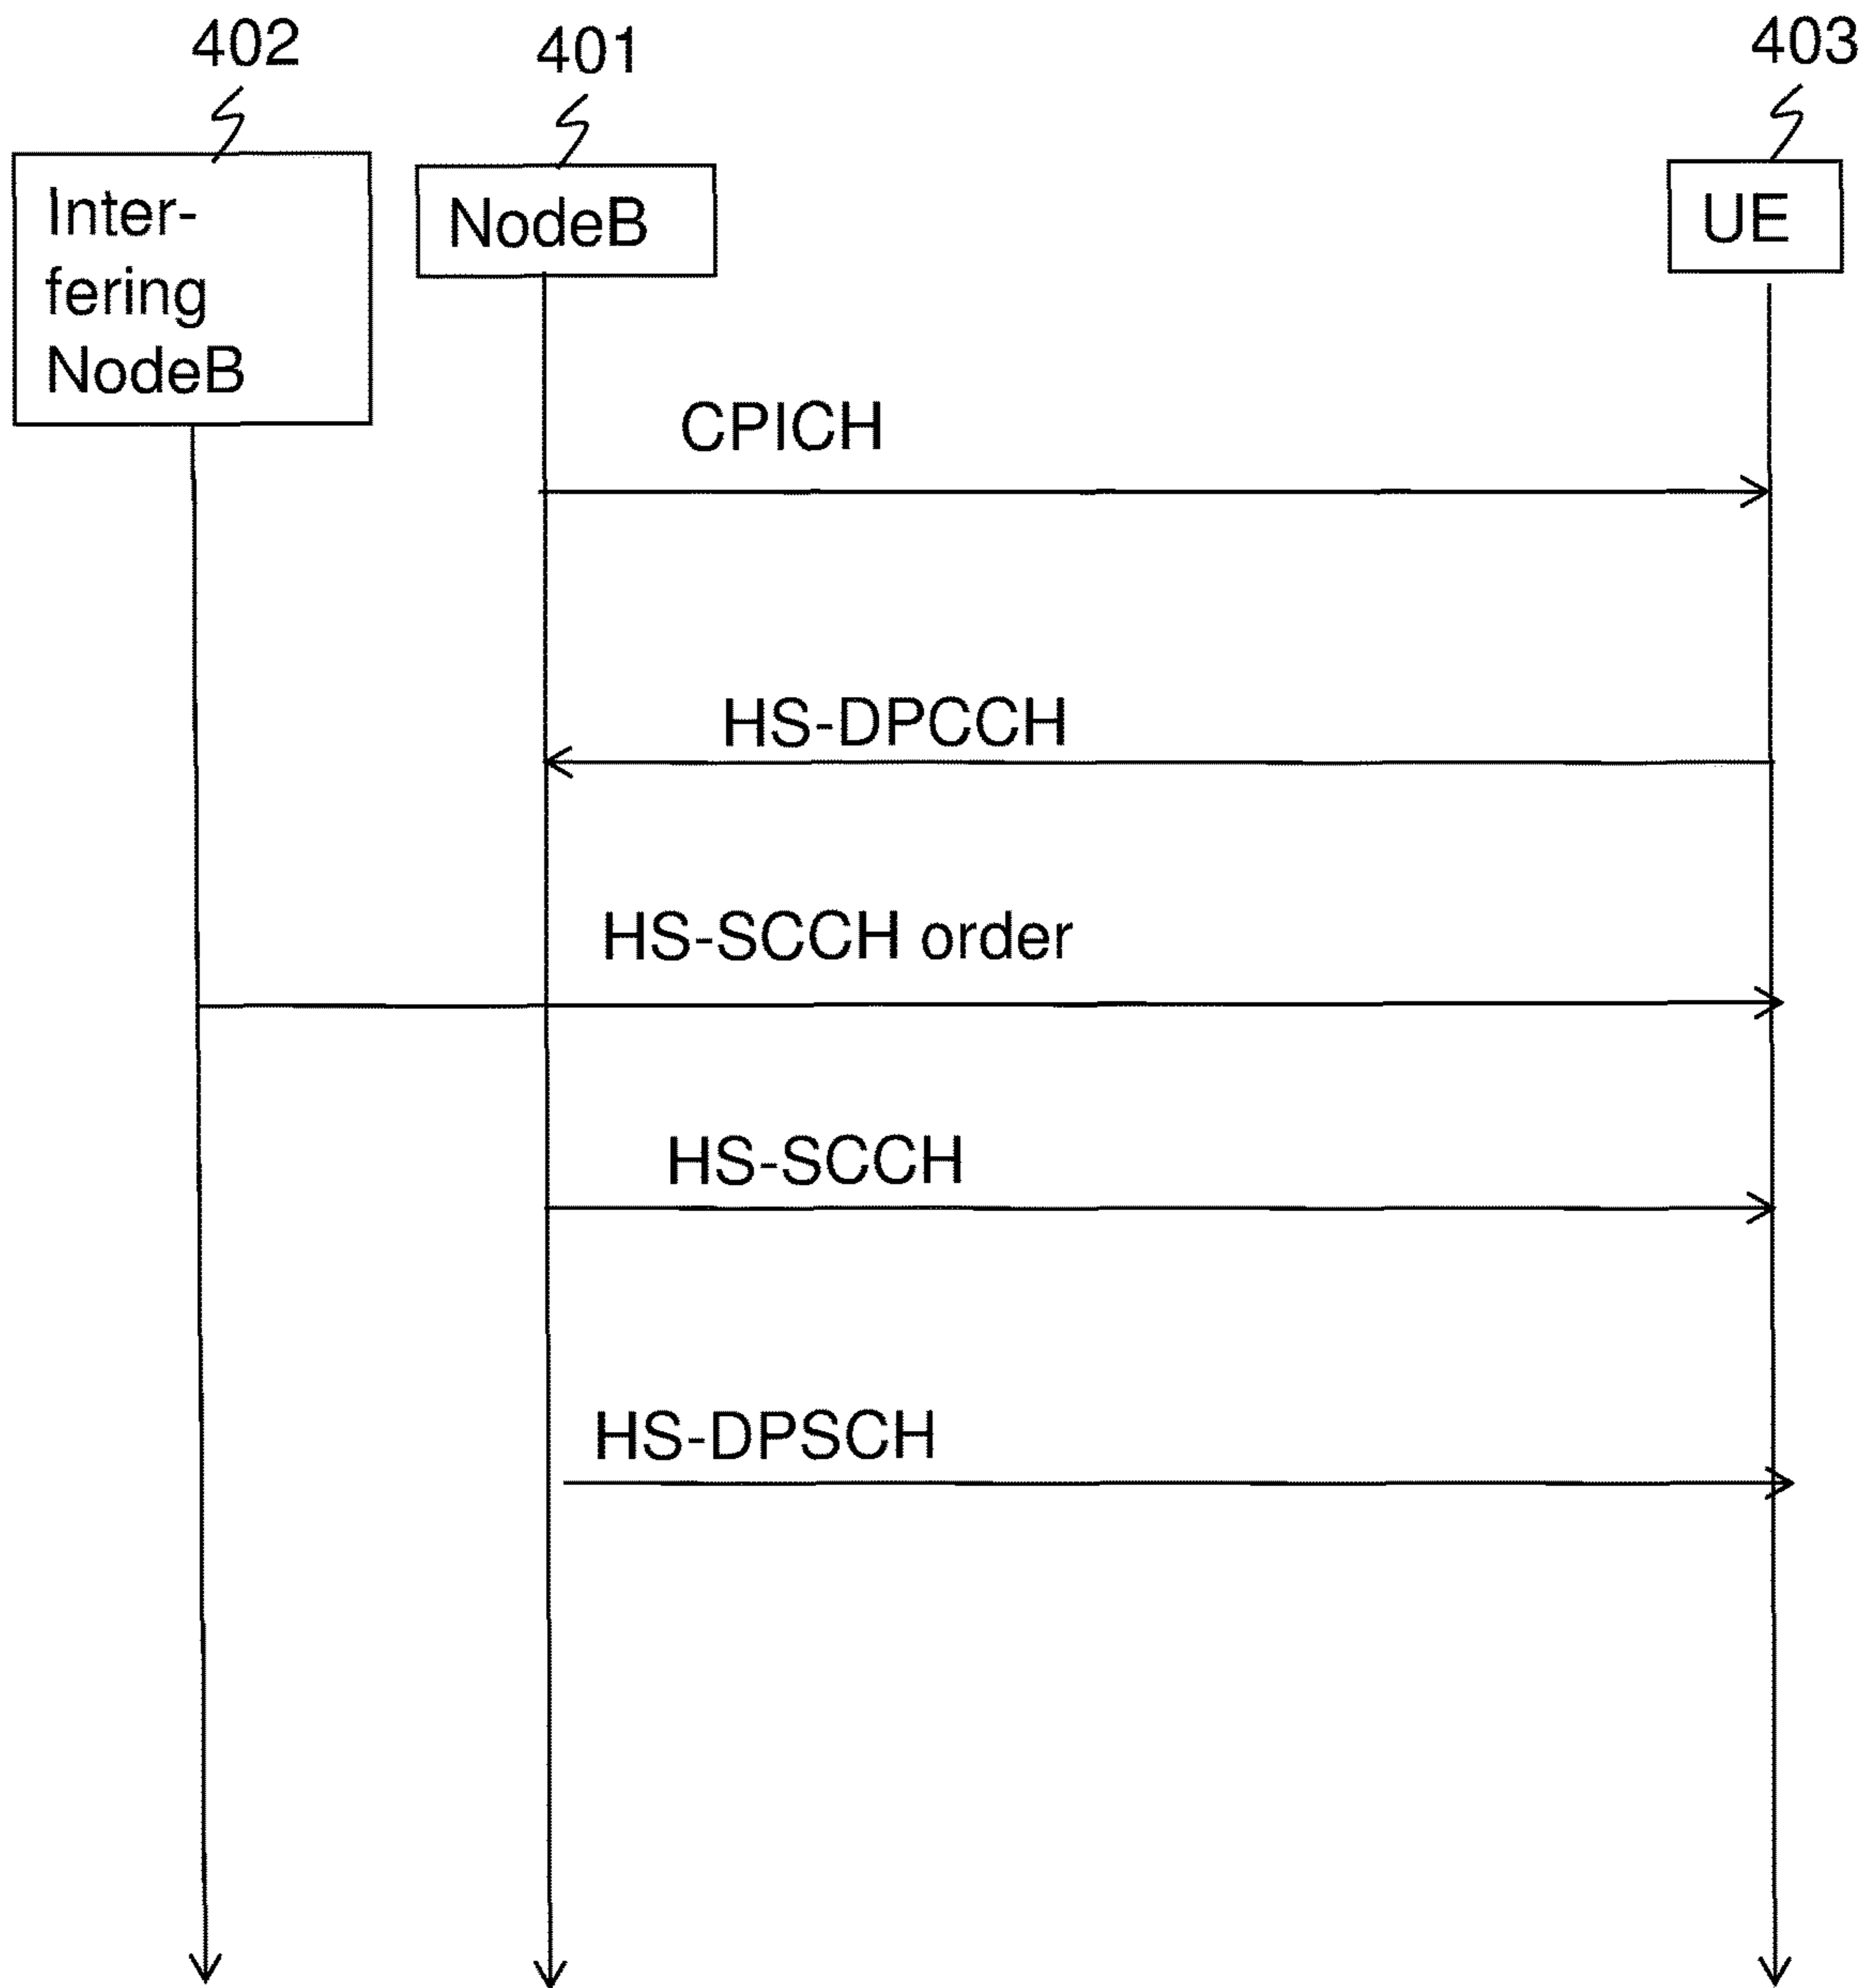 402
401
403
Inter-
fering
NodeB
NodeB
UE
CPICH
HS-DPCCH
HS-SCCH order
HS-SCCH
HS-DPSCH